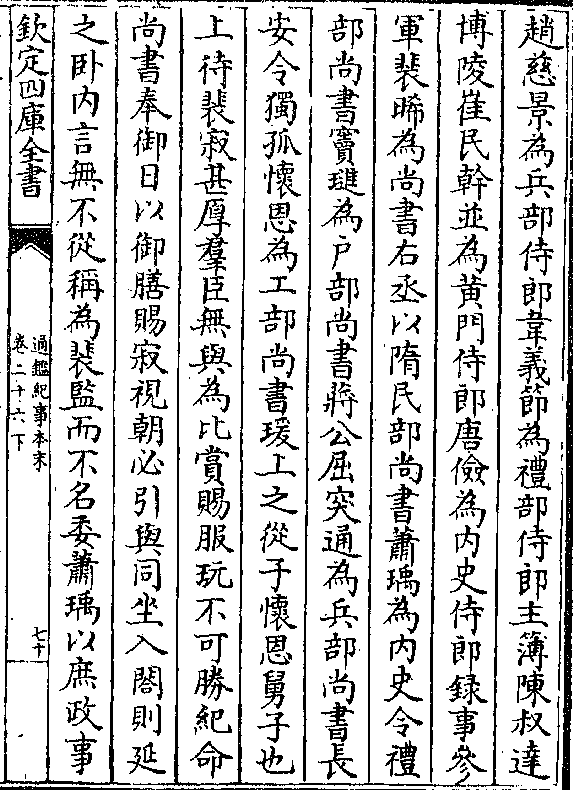 趙慈景為兵部侍郎韋義節為禮部侍郎主簿陳叔達
博陵崔民幹並為黄門侍郎唐儉為内史侍郎録事參
軍裴晞為尚書右丞以隋民部尚書蕭瑀為内史令禮
部尚書竇璡為户部尚書蔣公屈突通為兵部尚書長
安令獨孤懷恩為工部尚書瑗上之從子懷恩舅子也
上待裴寂甚厚羣臣無與為比賞賜服玩不可勝紀命
尚書奉御日以御膳賜寂視朝必引與同坐入閤則延
之卧内言無不從稱為裴監而不名委蕭瑀以庶政事
欽定四庫全書
通鑑紀事本末
卷二十六下
七十